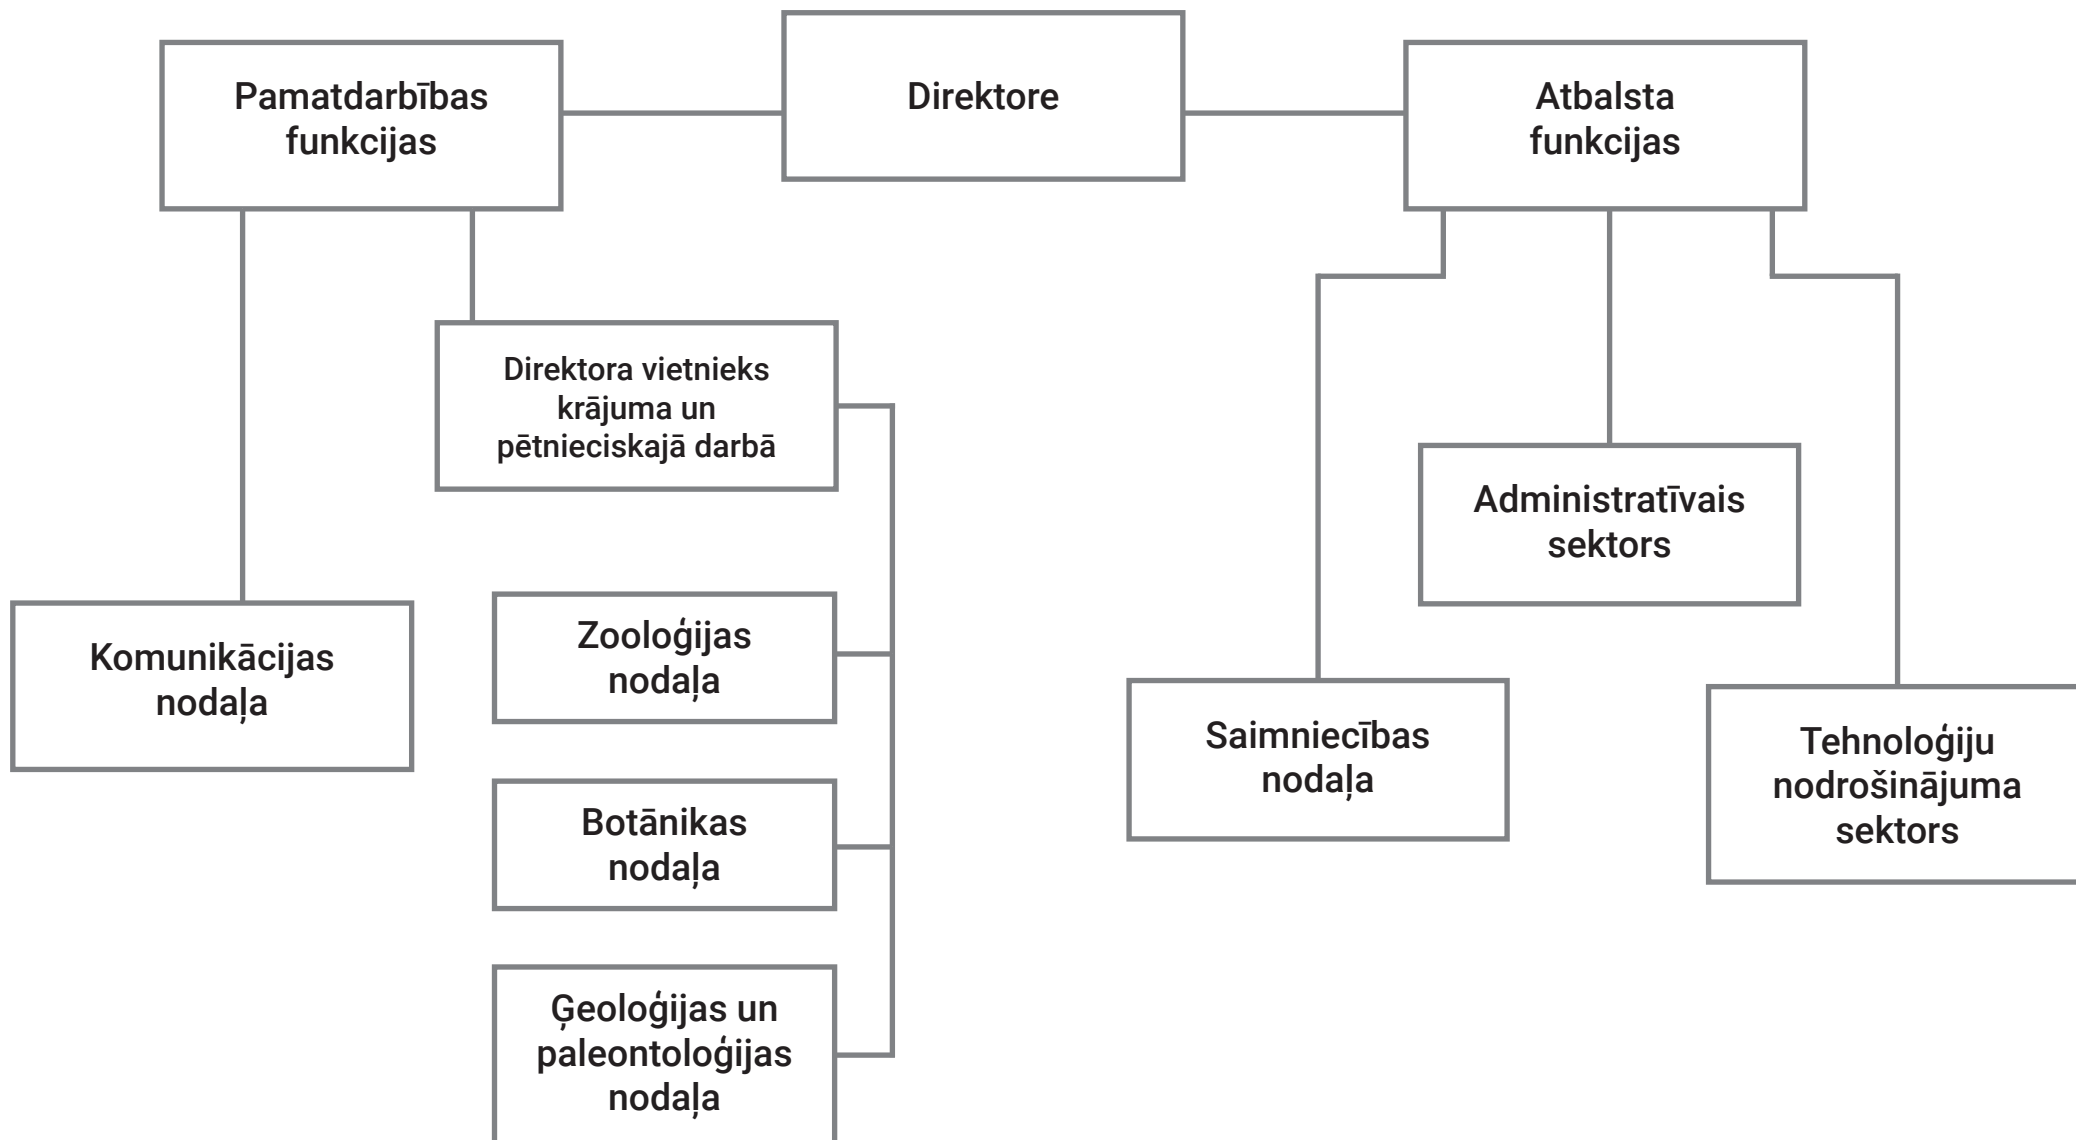 Pamatdarbības
funkcijas
Direktore
Atbalsta
funkcijas
Direktora vietnieks
krājuma un
pētnieciskajā darbā
Administratīvais
sektors
Komunikācijas
nodaļa
Zooloģijas
nodaļa
Saimniecības
nodaļa
Tehnoloģiju
nodrošinājuma
sektors
Botānikas
nodaļa
Ģeoloģijas un
paleontoloģijas
nodaļa